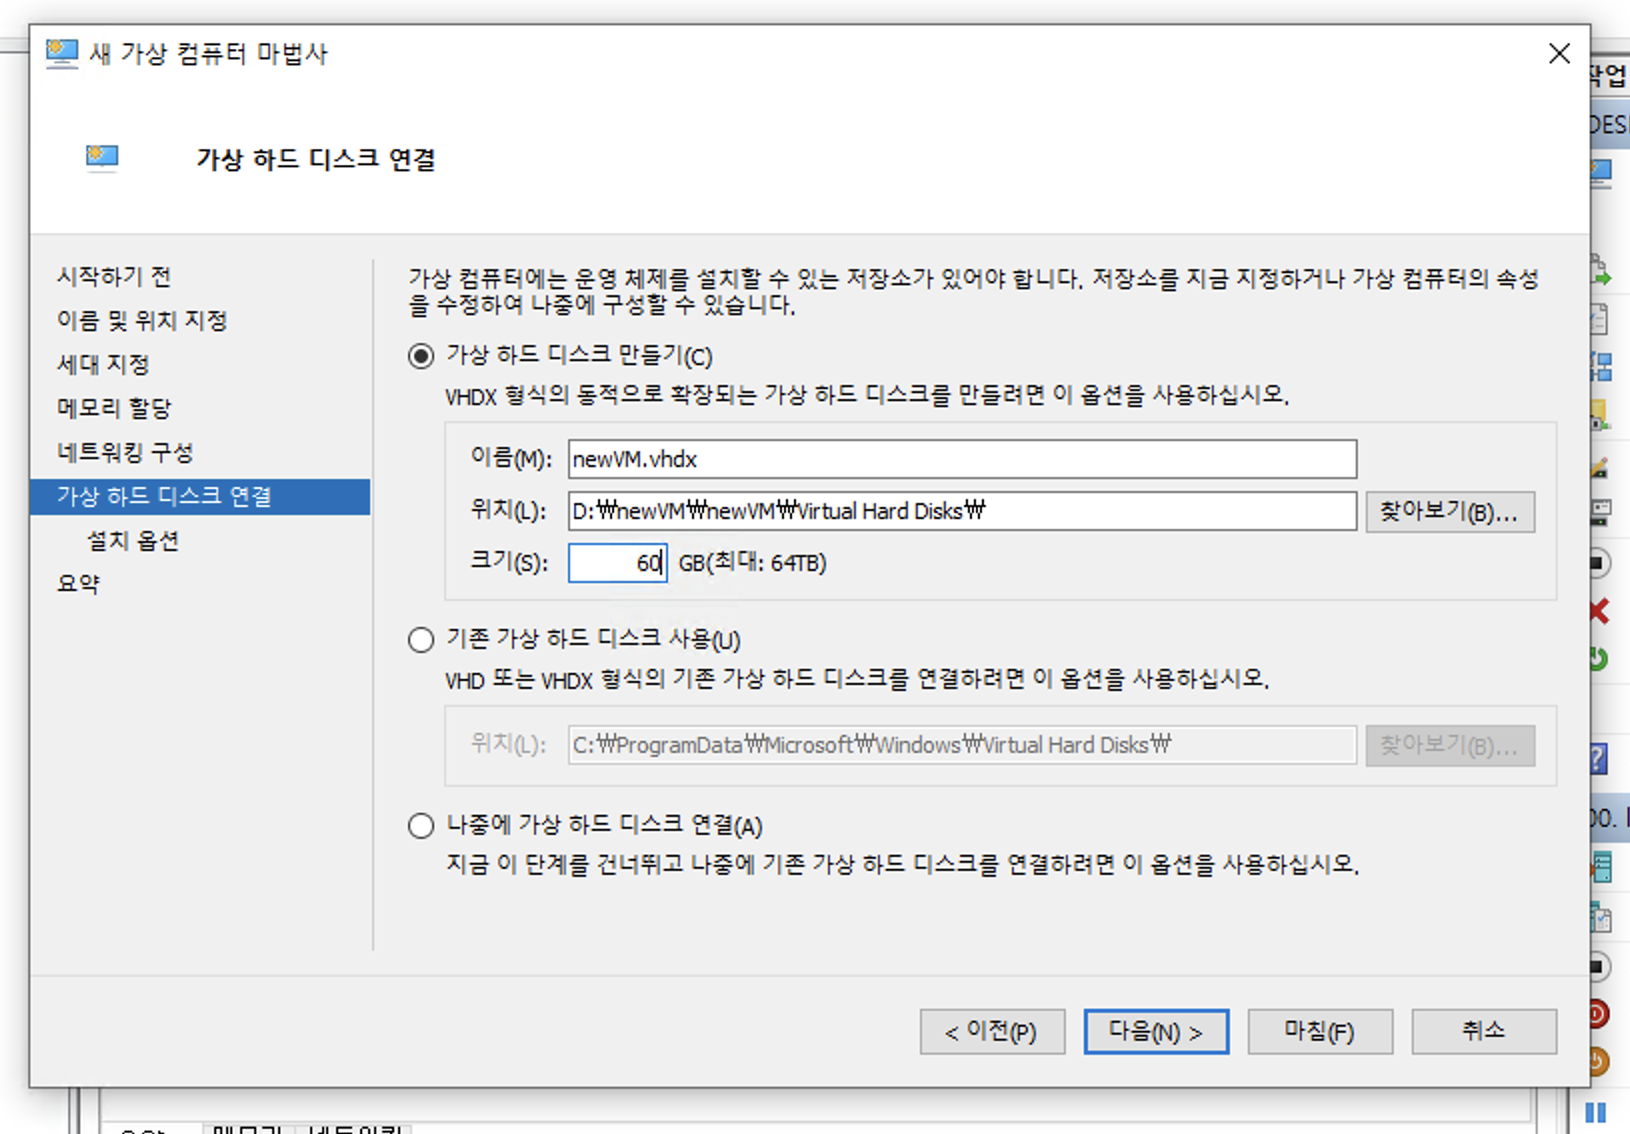 새 가상 컴퓨터 마법사
작업
가상 하드 디스크 연결
시작하기 전
이름 및 위치 지정
세대 지정
메모리 할당
네트워킹 구성
가상 하드 디스크 연결
설치 옵션
요약
가상 컴퓨터에는 운영 체제를 설치할 수 있는 저장소가 있어야 합니다. 저장소를 지금 지정하거나 가상 컴퓨터의 속성
을 수정하여 나중에 구성할 수 있습니다.
가상 하드 디스크 만들기(C)
VHDX 형식의 동적으로 확장되는 가상 하드 디스크를 만들려면 이 옵션을 사용하십시오.
이름(M): newVM.vhdx
위치(L): D:₩newVM₩newVM₩Virtual Hard Disks₩ 찾아보기(B)...
크기(S): 60 GB(최대: 64TB)
기존 가상 하드 디스크 사용(U)
VHD 또는 VHDX 형식의 기존 가상 하드 디스크를 연결하려면 이 옵션을 사용하십시오.
위치(L): C:₩ProgramData₩Microsoft₩Windows₩Virtual Hard Disks₩ 찾아보기(B)...
나중에 가상 하드 디스크 연결(A)
지금 이 단계를 건너뛰고 나중에 기존 가상 하드 디스크를 연결하려면 이 옵션을 사용하십시오.
< 이전(P) 다음(N) > 마침(F) 취소